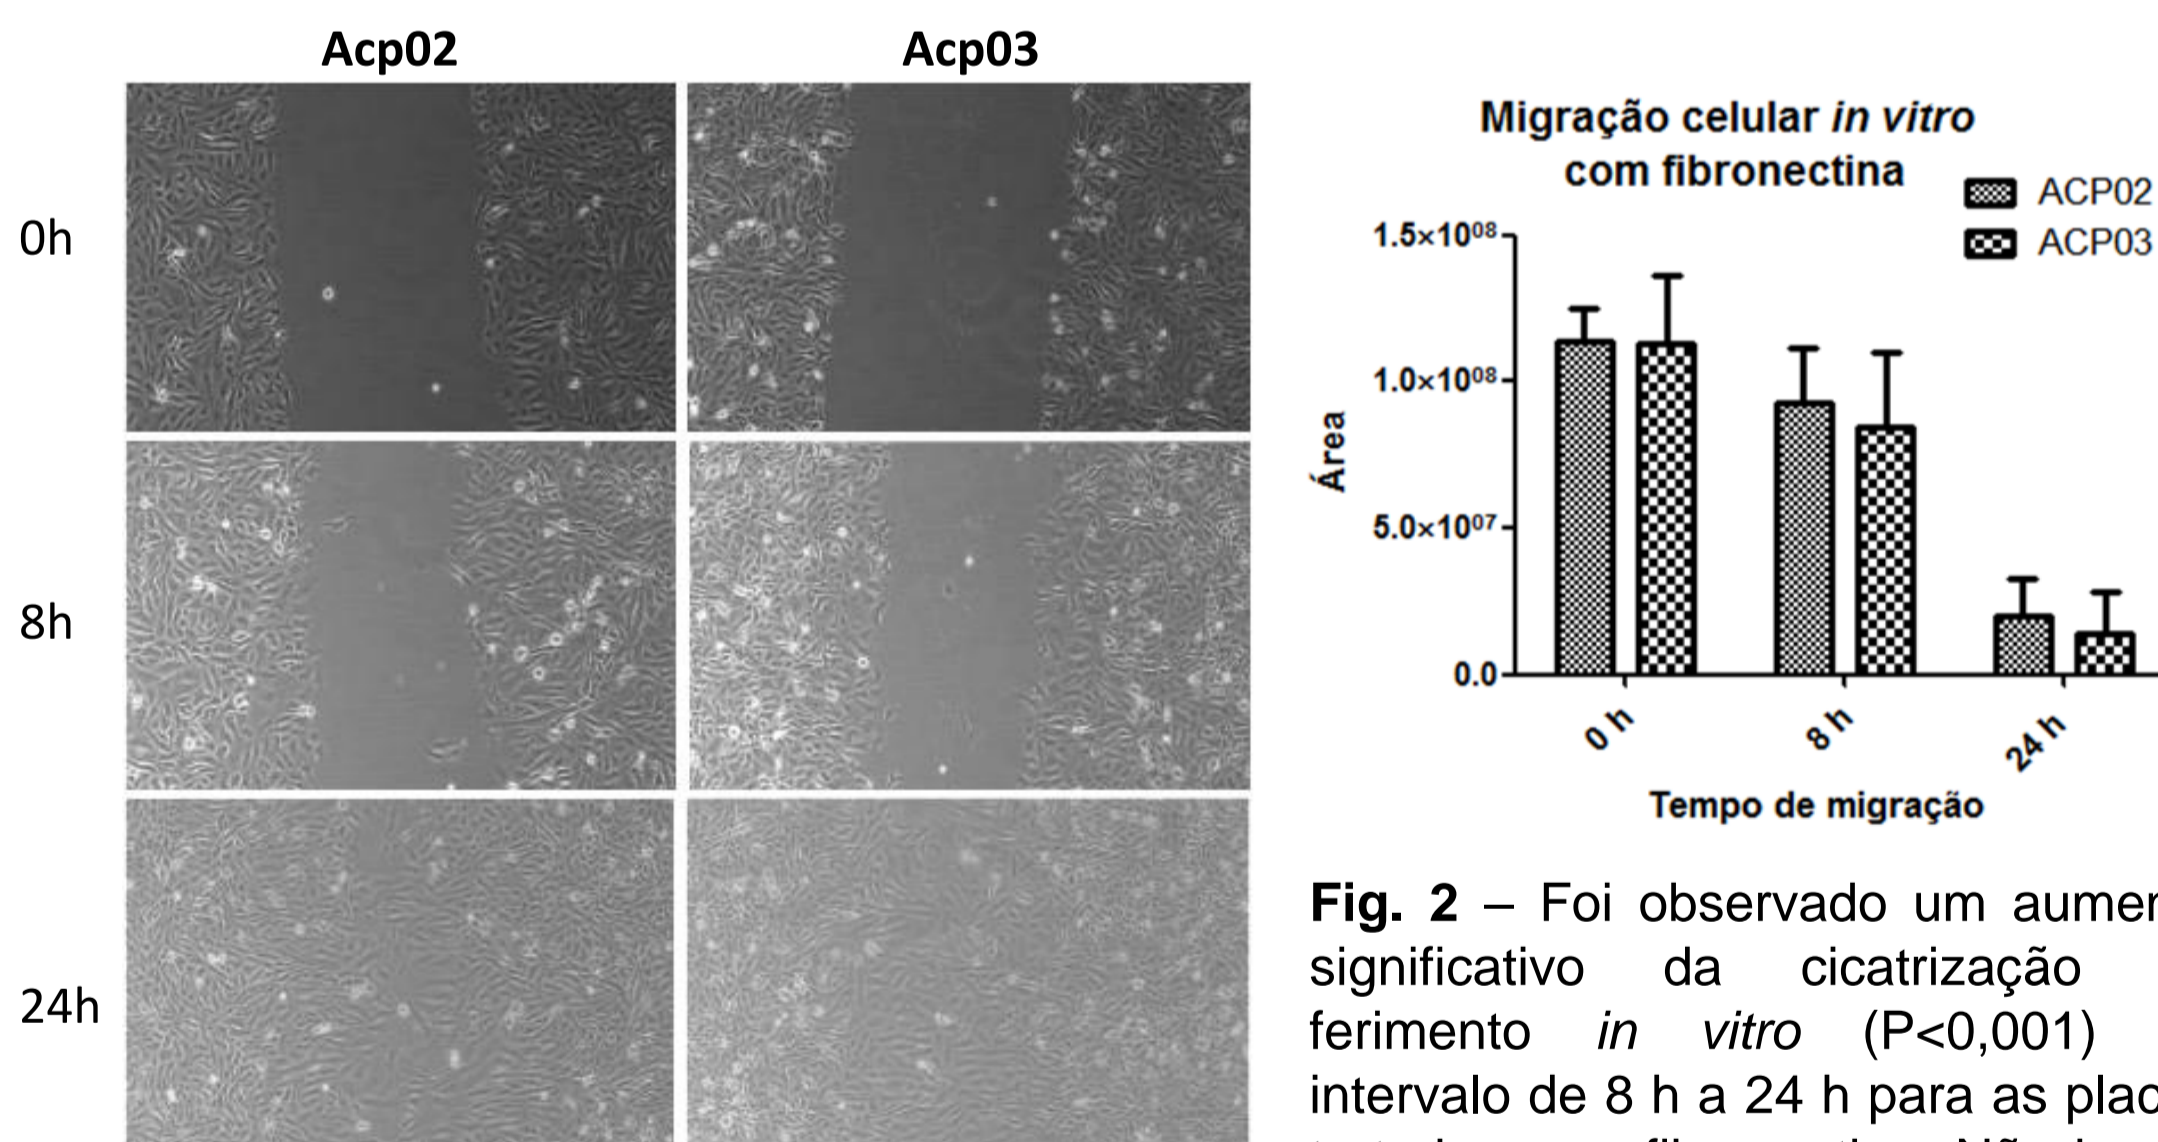 Acp02
Acp03
0h
8h
24h
Migração celular in vitro
com fibronectina
ACP02
ACP03
1.5×10⁰⁸
1.0×10⁰⁸
5.0×10⁰⁷
0.0
Área
0 h
8 h
24 h
Tempo de migração
Fig. 2 – Foi observado um
significativo da cicatrização
ferimento in vitro (P<0,001)
intervalo de 8 h a 24 h para as